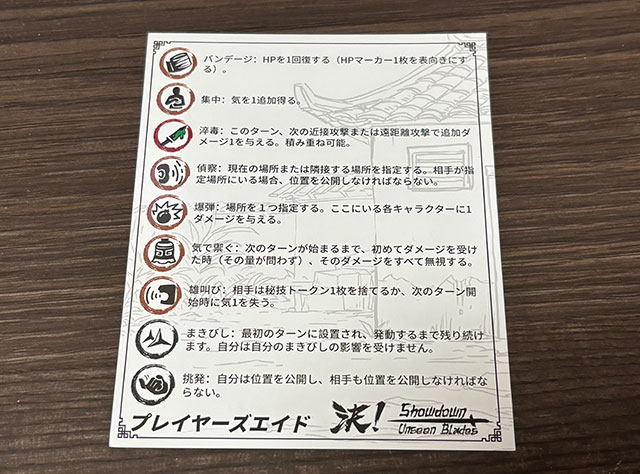 バンデージ：HPを1回復する（HPマーカー1枚を表向きにす
る）。
集中：気を1追加得る。
淬毒：このターン、次の近接攻撃または遠距離攻撃で追加ダ
メージ1を与える。積み重ね可能。
偵察：現在の場所または隣接する場所を指定する。相手が指
定場所にいる場合、位置を公開しなければならない。
爆弾：場所を１つ指定する。ここにいる各キャラクターに1
ダメージを与える。
気で禦ぐ：次のターンが始まるまで、初めてダメージを受け
た時（その量が問わず）、そのダメージをすべて無視する。
雄叫び：相手は秘技トークン1枚を捨てるか、次のターン開
始時に気1を失う。
まきびし：最初のターンに設置され、発動するまで残り続け
ます。自分は自分のまきびしの影響を受けません。
挑発：自分は位置を公開し、相手も位置を公開しなければな
らない。
プレイヤーズエイド 決！ Showdown
Unseen Blades